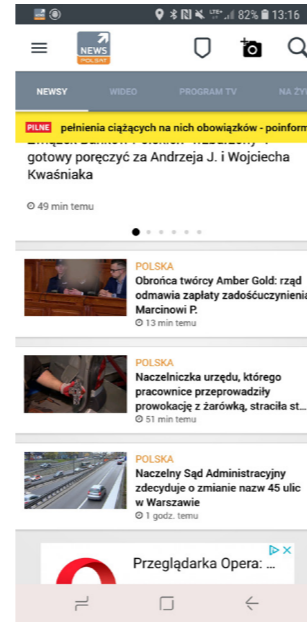 82% 13:16
NEWS
POLSAT
NEWSY WIDEO PROGRAM TV NA ŻY
PILNE pełnienia ciążących na nich obowiązków - poinform
gotowy poręczyć za Andrzeja J. i Wojciecha
Kwaśniaka
49 min temu
POLSKA
Obrońca twórcy Amber Gold: rząd
odmawia zapłaty zadośćuczynienia
Marcinowi P.
13 min temu
POLSKA
Naczelniczka urzędu, którego
pracownice przeprowadziły
prowokację z żarówką, straciła st...
51 min temu
POLSKA
Naczelny Sąd Administracyjny
zdecyduje o zmianie nazw 45 ulic
w Warszawie
1 godz. temu
Przeglądarka Opera: ...